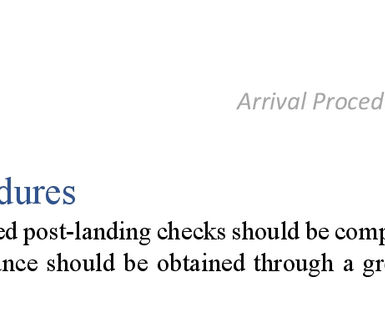 Arrival Proced
dures
ed post-landing checks should be comp
ance should be obtained through a gr